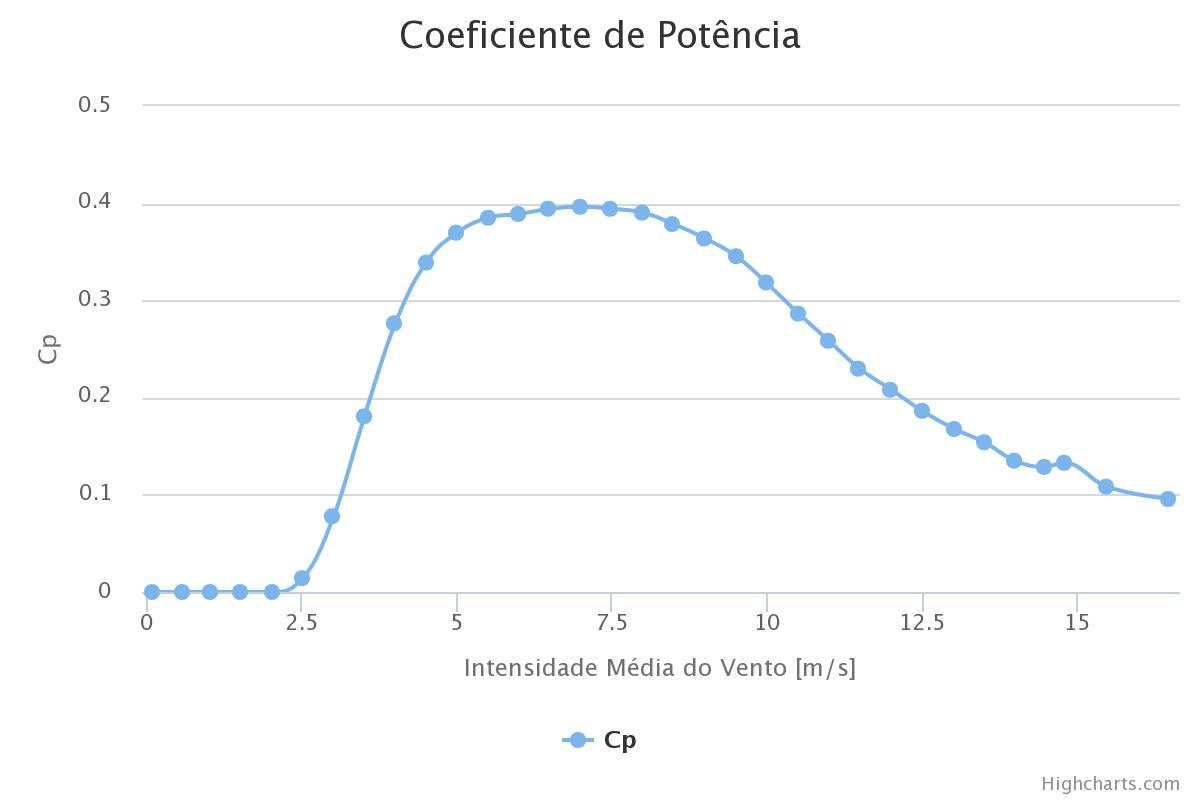 Coeficiente de Potência
0.5
0.4
0.3
0.2
0.1
0
Cp
0 2.5 5 7.5 10 12.5 15
Intensidade Média do Vento [m/s]
Cp
Highcharts.com